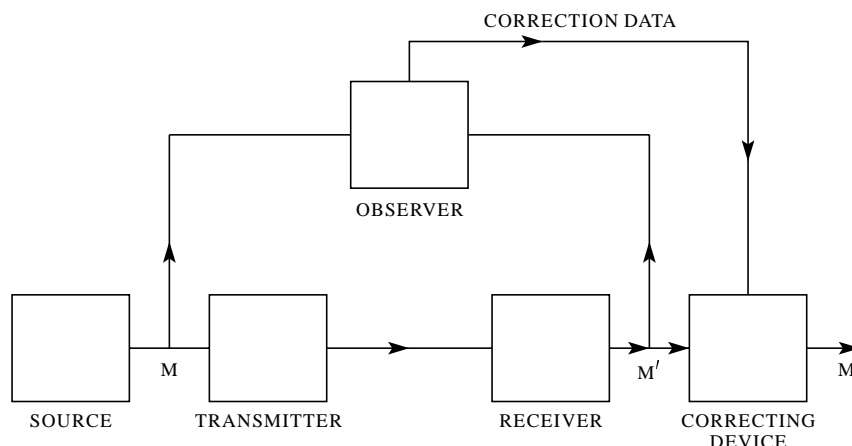 CORRECTION DATA
OBSERVER
M
M′
M
SOURCE
TRANSMITTER
RECEIVER
CORRECTING
DEVICE